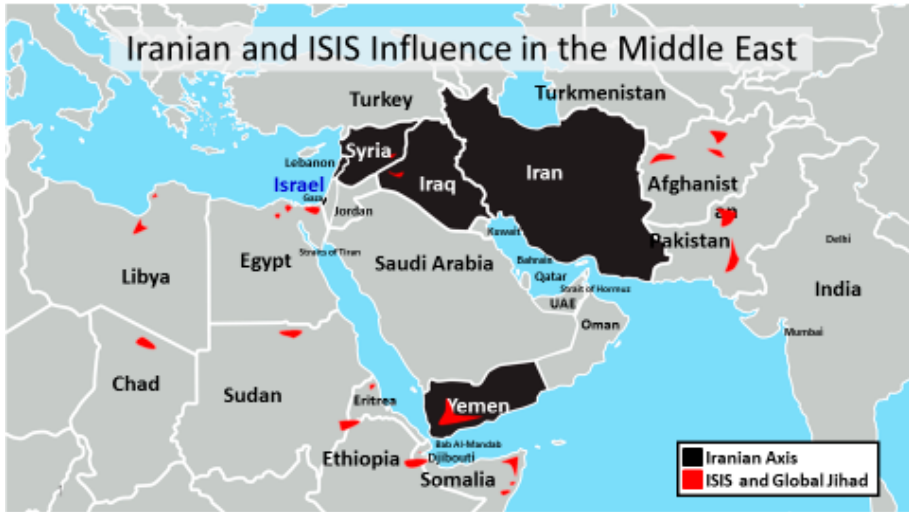 Iranian and ISIS Influence in the Middle East
Turkey
Turkmenistan
Syria
Lebanon
Israel
Iraq
Iran
Afghanist
an
Jordan
Kuwait
Pakistan
Delhi
Straits of Tiran
Libya
Egypt
Saudi Arabia
Bahrain
Qatar
Strait of Hormuz
India
UAE
Oman
Mumbai
Chad
Sudan
Eritrea
Yemen
Bab Al-Mandab
Ethiopia
Djibouti
Somalia
Iranian Axis
ISIS and Global Jihad